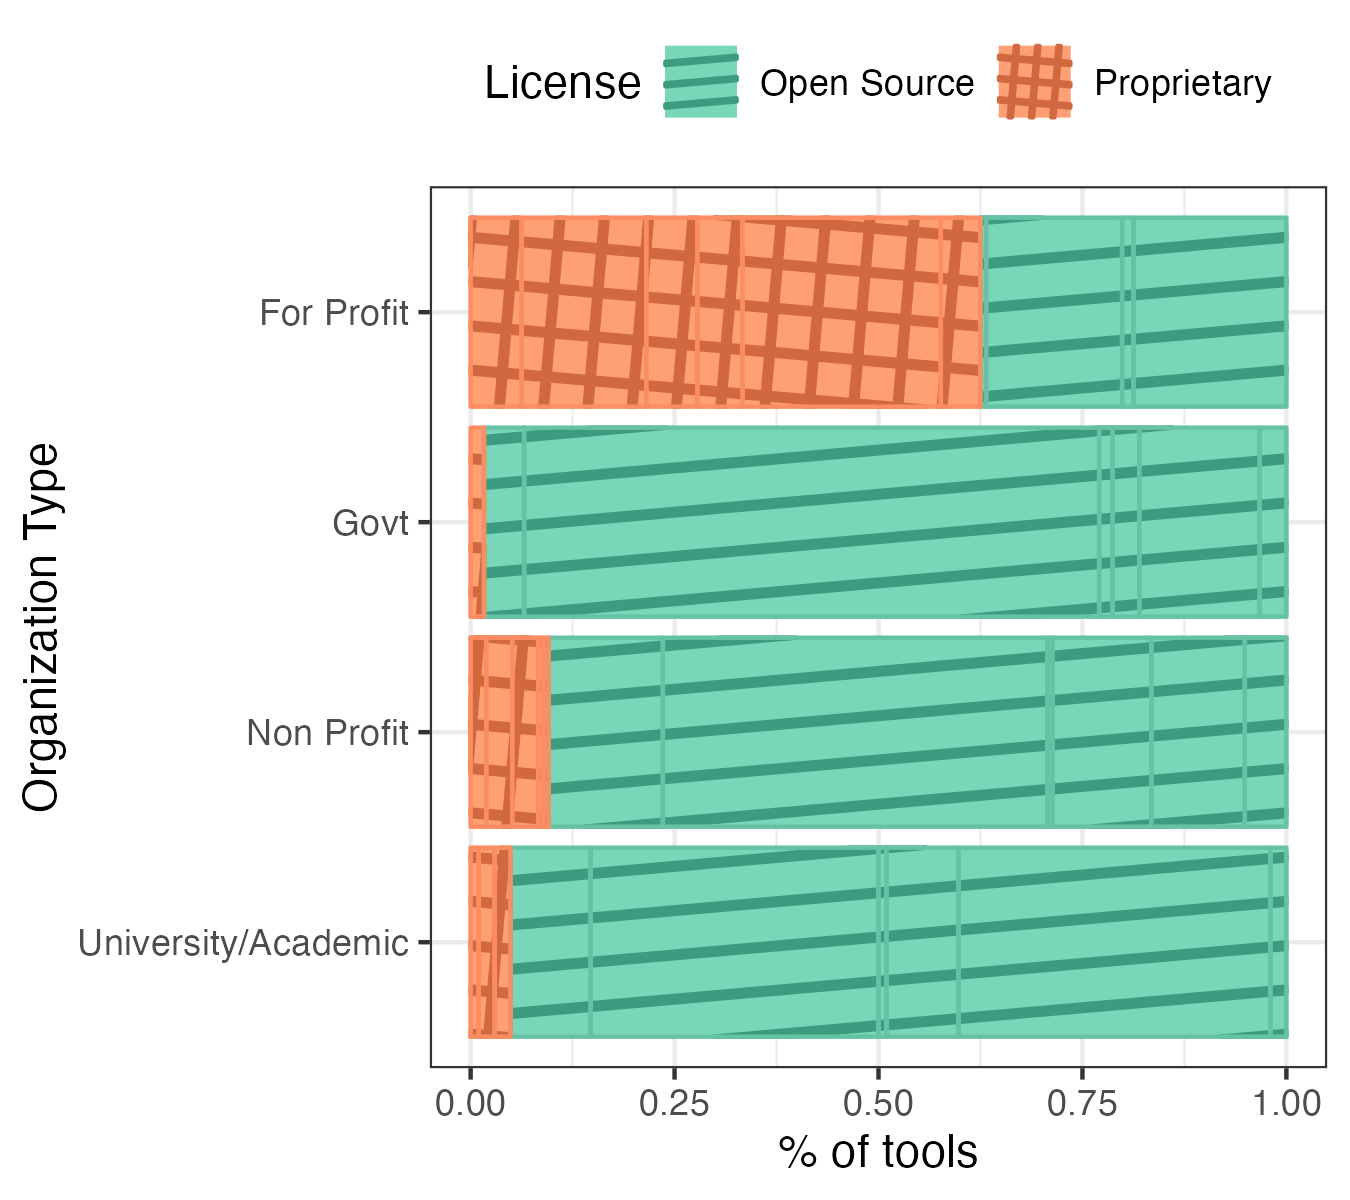 License Open Source Proprietary
Organization Type
For Profit
Govt
Non Profit
University/Academic
0.00 0.25 0.50 0.75 1.00
% of tools